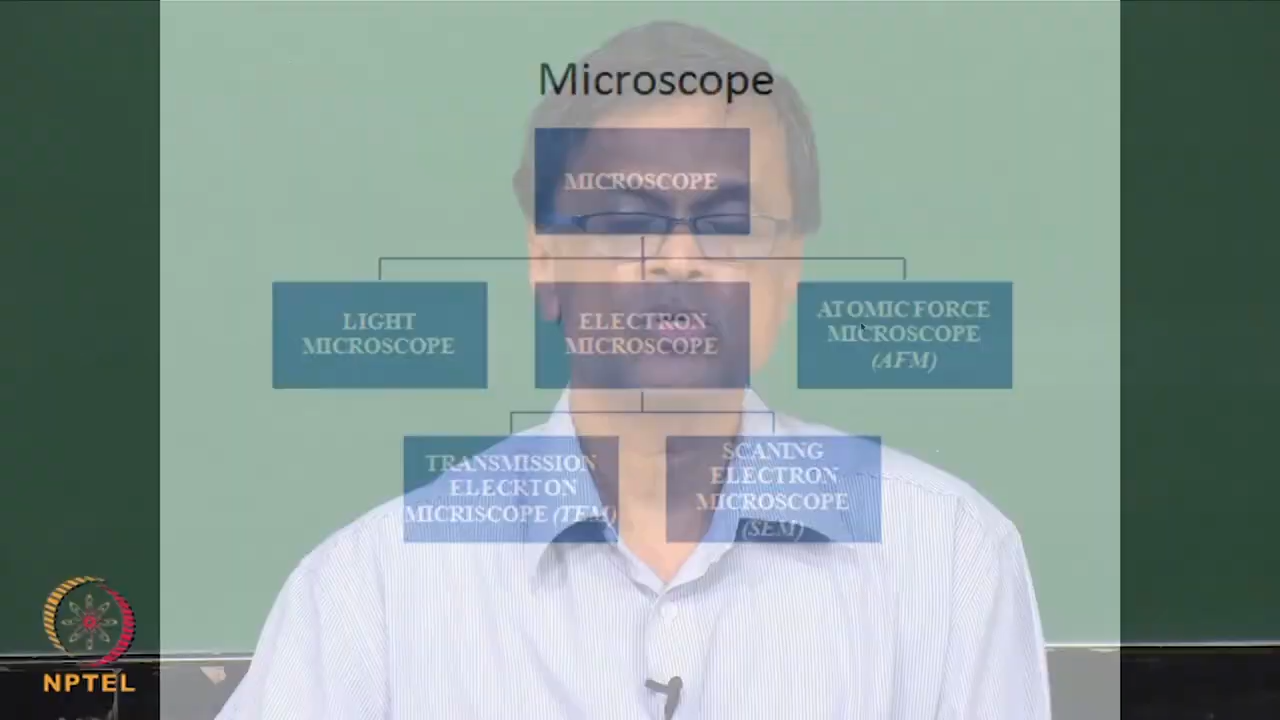 Microscope
MICROSCOPE
LIGHT
MICROSCOPE
ELECTRON
MICROSCOPE
ATOMIC FORCE
MICROSCOPE
(AFM)
TRANSMISSION
ELECRTON
MICRISCOPE (TEM)
SCANING
ELECTRON
MICROSCOPE
(SEM)
NPTEL